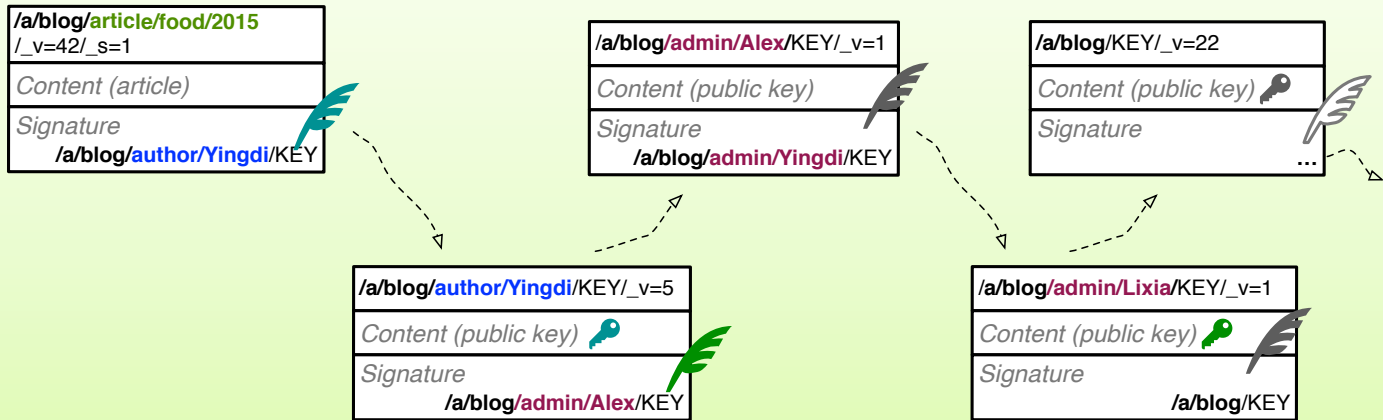 /a/blog/article/food/2015
/_v=42/_s=1
Content (article)
Signature
/a/blog/author/Yingdi/KEY
/a/blog/author/Yingdi/KEY/_v=5
Content (public key)
Signature
/a/blog/admin/Alex/KEY
/a/blog/admin/Alex/KEY/_v=1
Content (public key)
Signature
/a/blog/admin/Yingdi/KEY
/a/blog/admin/Lixia/KEY/_v=1
Content (public key)
Signature
/a/blog/KEY
/a/blog/KEY/_v=22
Content (public key)
Signature
...